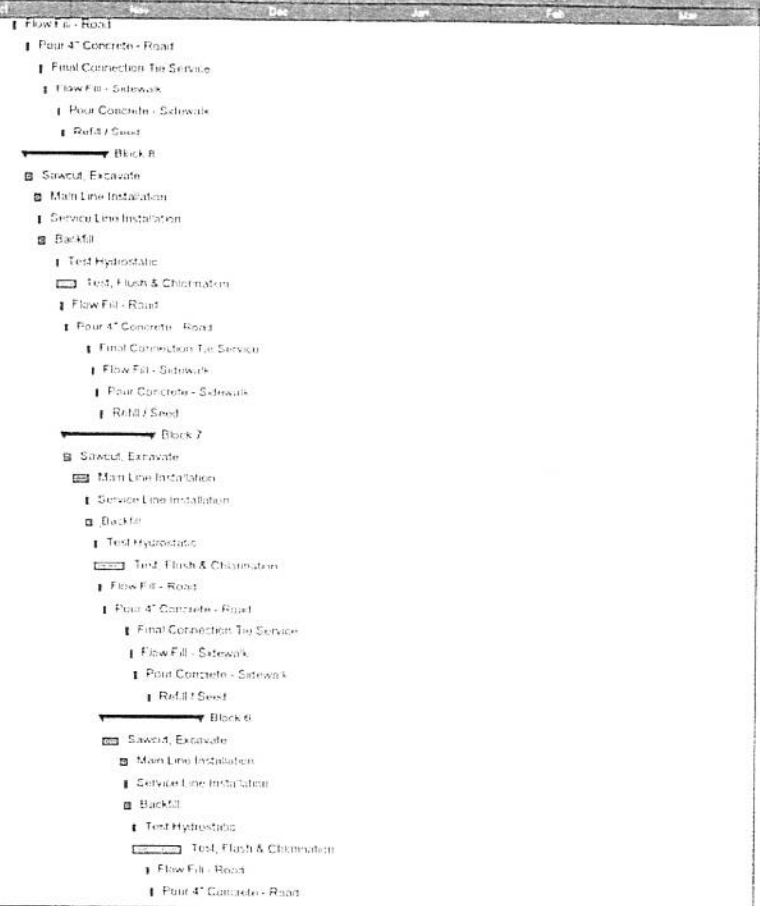 Nov Dec Jan Feb Mar
Flow Fill - Road
Pour 4" Concrete - Road
Final Connection Tie Service
Flow Fill - Sidewalk
Pour Concrete - Sidewalk
Refill / Seed
Block 8
Sawcut, Excavate
Main Line Installation
Service Line Installation
Backfill
Test Hydrostatic
Test, Flush & Chlorination
Flow Fill - Road
Pour 4" Concrete - Road
Final Connection Tie Service
Flow Fill - Sidewalk
Pour Concrete - Sidewalk
Refill / Seed
Block 7
Sawcut, Excavate
Main Line Installation
Service Line Installation
Backfill
Test Hydrostatic
Test, Flush & Chlorination
Flow Fill - Road
Pour 4" Concrete - Road
Final Connection Tie Service
Flow Fill - Sidewalk
Pour Concrete - Sidewalk
Refill / Seed
Block 6
Sawcut, Excavate
Main Line Installation
Service Line Installation
Backfill
Test Hydrostatic
Test, Flush & Chlorination
Flow Fill - Road
Pour 4" Concrete - Road